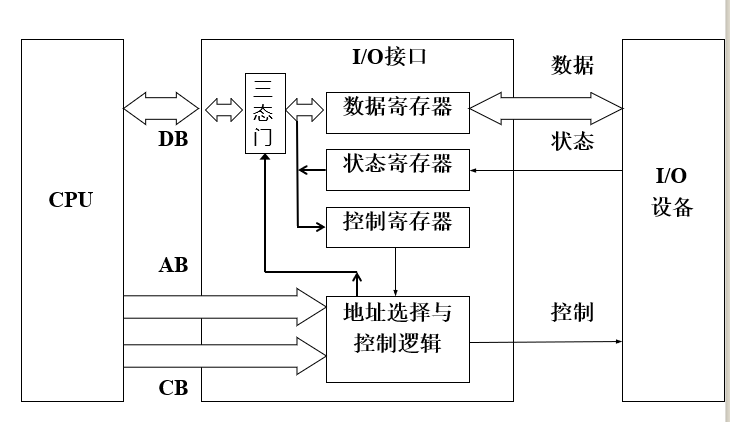 I/O接口
三
态
门
数据寄存器
数据
DB
状态寄存器
状态
CPU
I/O
设备
控制寄存器
AB
地址选择与
控制逻辑
控制
CB